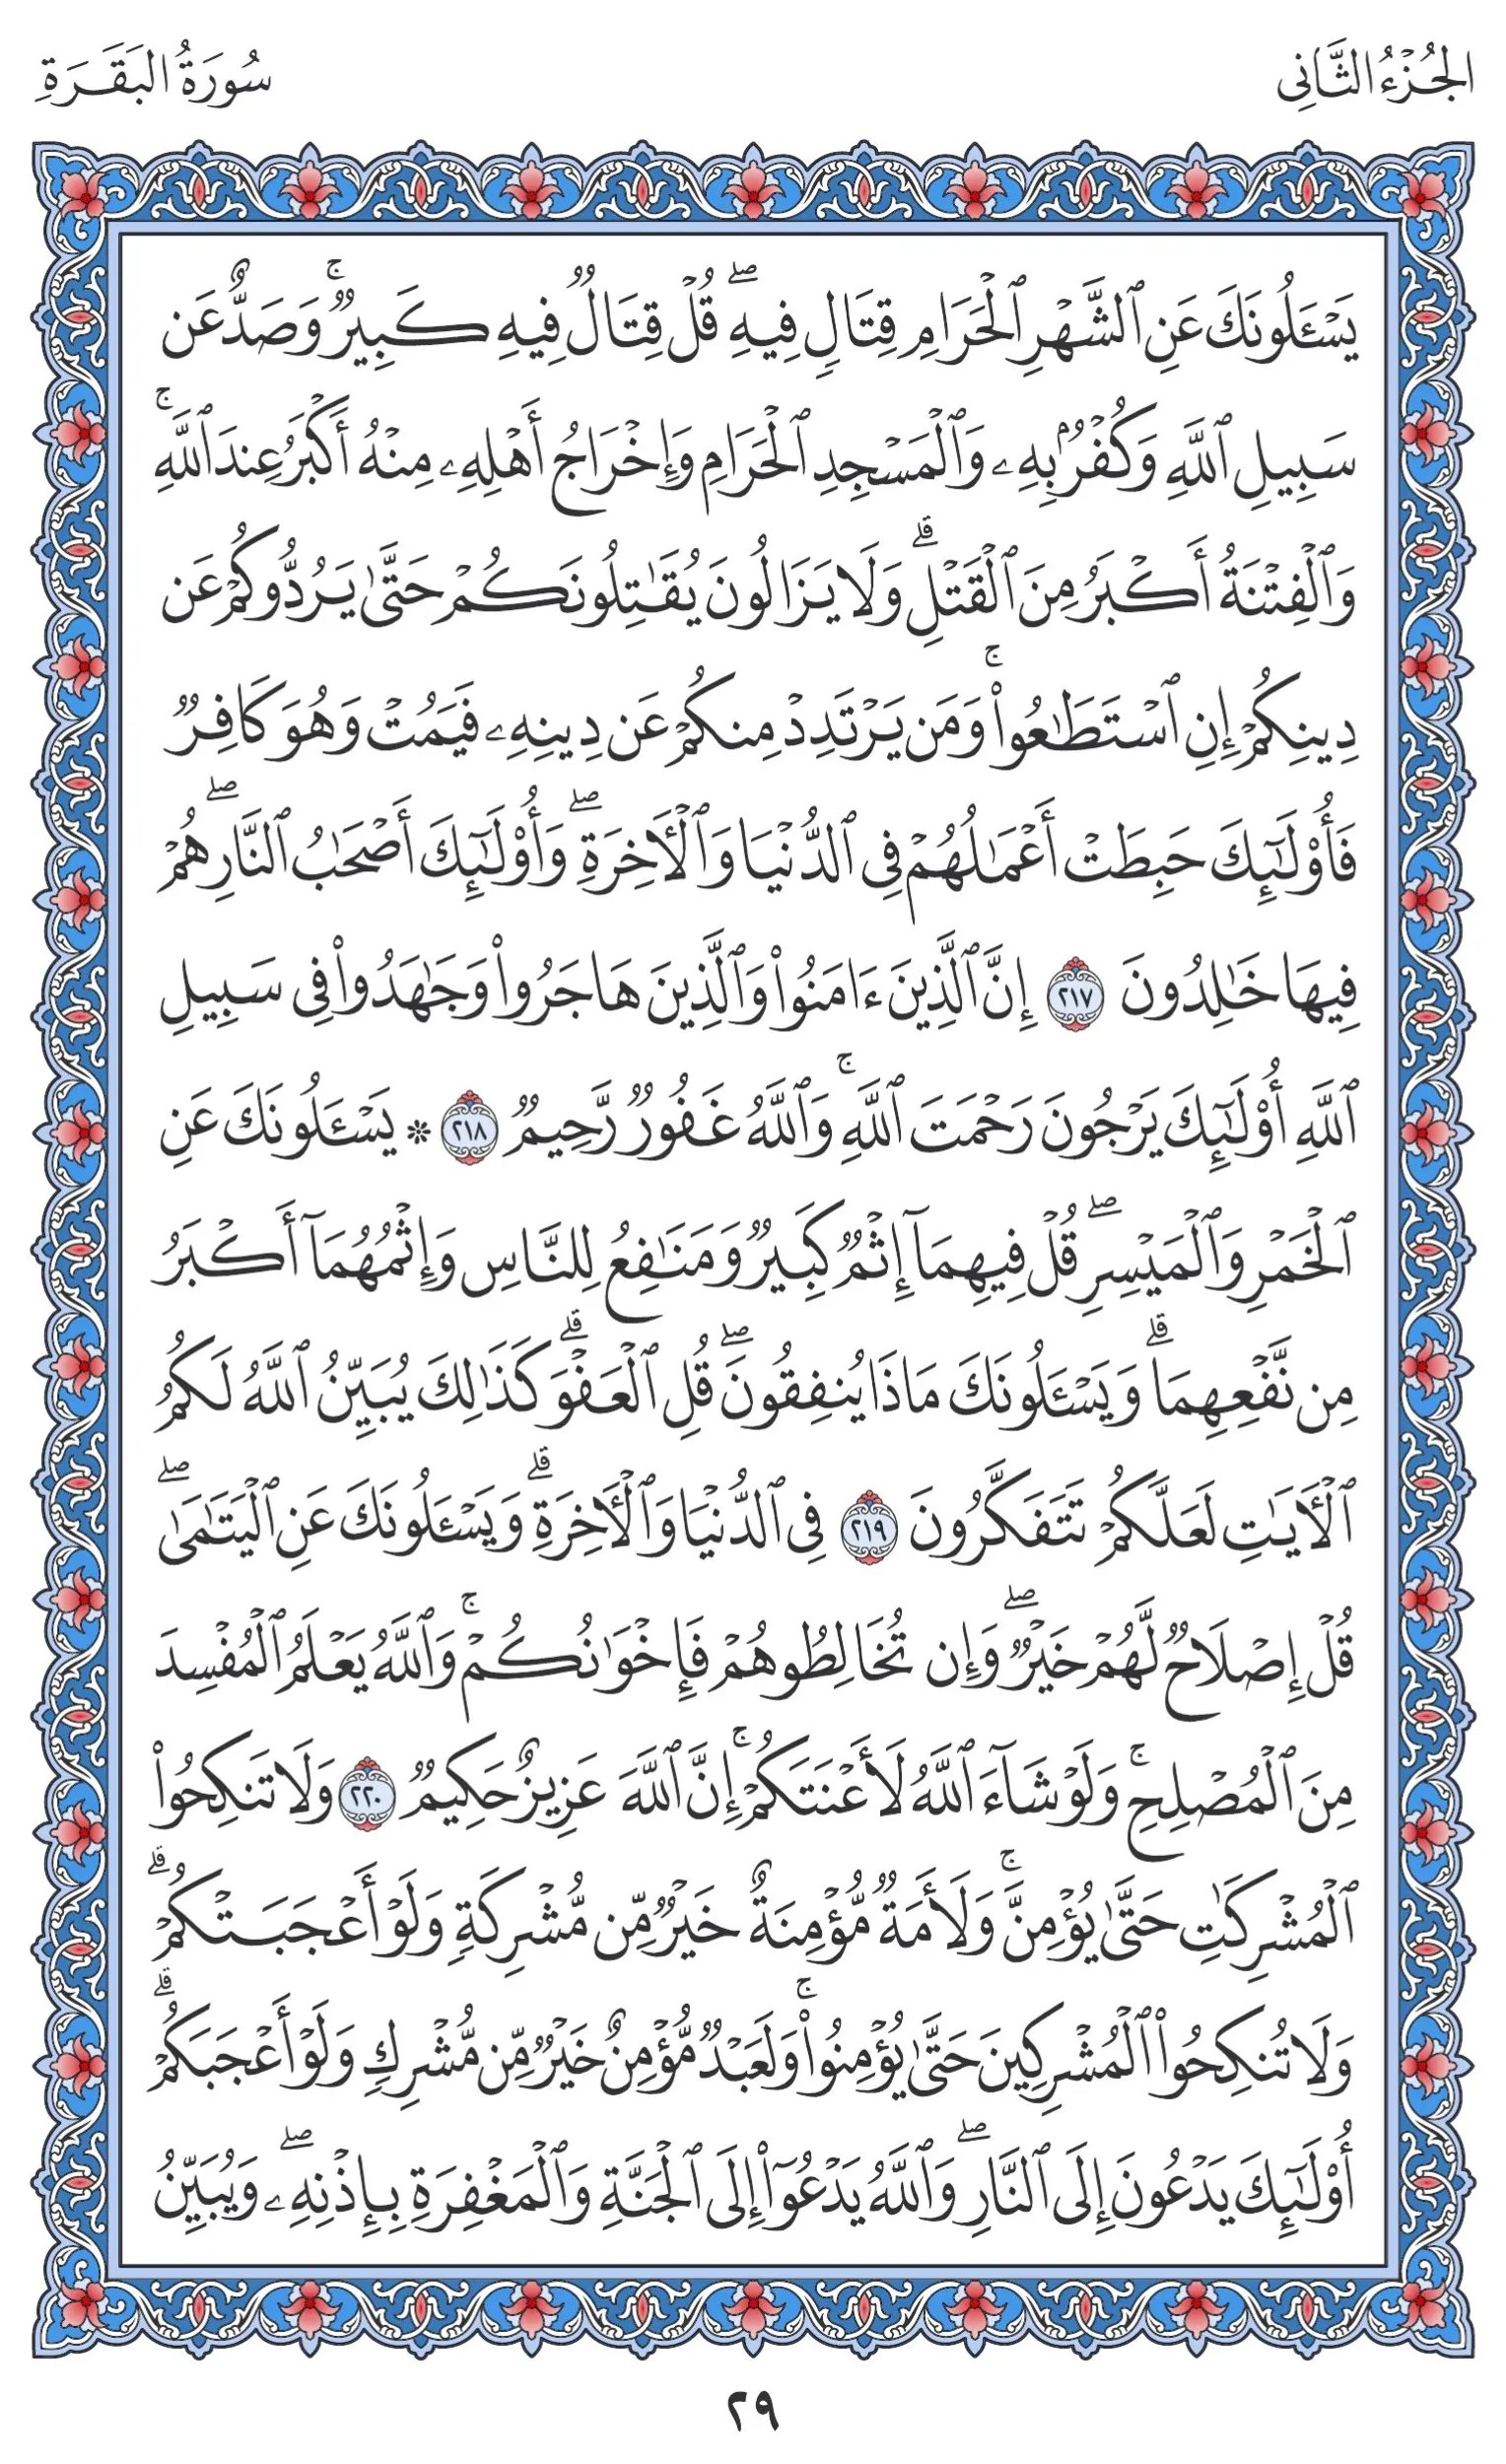 الجُزْءُ الثَّانِى
سُورَةُ البَقَرَةِ
يَسْـَٔلُونَكَ عَنِ ٱلشَّهْرِ ٱلْحَرَامِ قِتَالٍ فِيهِ ۖ قُلْ قِتَالٌ فِيهِ كَبِيرٌ ۚ وَصَدٌّ عَن
سَبِيلِ ٱللَّهِ وَكُفْرٌۢ بِهِۦ وَٱلْمَسْجِدِ ٱلْحَرَامِ وَإِخْرَاجُ أَهْلِهِۦ مِنْهُ أَكْبَرُ عِندَ ٱللَّهِ ۚ
وَٱلْفِتْنَةُ أَكْبَرُ مِنَ ٱلْقَتْلِ ۗ وَلَا يَزَالُونَ يُقَـٰتِلُونَكُمْ حَتَّىٰ يَرُدُّوكُمْ عَن
دِينِكُمْ إِنِ ٱسْتَطَـٰعُوا۟ ۚ وَمَن يَرْتَدِدْ مِنكُمْ عَن دِينِهِۦ فَيَمُتْ وَهُوَ كَافِرٌ
فَأُو۟لَـٰٓئِكَ حَبِطَتْ أَعْمَـٰلُهُمْ فِى ٱلدُّنْيَا وَٱلْـَٔاخِرَةِ ۖ وَأُو۟لَـٰٓئِكَ أَصْحَـٰبُ ٱلنَّارِ ۖ هُمْ
فِيهَا خَـٰلِدُونَ ٢١٧ إِنَّ ٱلَّذِينَ ءَامَنُوا۟ وَٱلَّذِينَ هَاجَرُوا۟ وَجَـٰهَدُوا۟ فِى سَبِيلِ
ٱللَّهِ أُو۟لَـٰٓئِكَ يَرْجُونَ رَحْمَتَ ٱللَّهِ ۚ وَٱللَّهُ غَفُورٌ رَّحِيمٌ ٢١٨ * يَسْـَٔلُونَكَ عَنِ
ٱلْخَمْرِ وَٱلْمَيْسِرِ ۖ قُلْ فِيهِمَآ إِثْمٌ كَبِيرٌ وَمَنَـٰفِعُ لِلنَّاسِ وَإِثْمُهُمَآ أَكْبَرُ
مِن نَّفْعِهِمَا ۗ وَيَسْـَٔلُونَكَ مَاذَا يُنفِقُونَ ۖ قُلِ ٱلْعَفْوَ ۗ كَذَٰلِكَ يُبَيِّنُ ٱللَّهُ لَكُمُ
ٱلْـَٔايَـٰتِ لَعَلَّكُمْ تَتَفَكَّرُونَ ٢١٩ فِى ٱلدُّنْيَا وَٱلْـَٔاخِرَةِ ۗ وَيَسْـَٔلُونَكَ عَنِ ٱلْيَتَـٰمَىٰ ۖ
قُلْ إِصْلَاحٌ لَّهُمْ خَيْرٌ ۖ وَإِن تُخَالِطُوهُمْ فَإِخْوَٰنُكُمْ ۚ وَٱللَّهُ يَعْلَمُ ٱلْمُفْسِدَ
مِنَ ٱلْمُصْلِحِ ۚ وَلَوْ شَآءَ ٱللَّهُ لَأَعْنَتَكُمْ ۚ إِنَّ ٱللَّهَ عَزِيزٌ حَكِيمٌ ٢٢٠ وَلَا تَنكِحُوا۟
ٱلْمُشْرِكَـٰتِ حَتَّىٰ يُؤْمِنَّ ۚ وَلَأَمَةٌ مُّؤْمِنَةٌ خَيْرٌ مِّن مُّشْرِكَةٍ وَلَوْ أَعْجَبَتْكُمْ ۗ
وَلَا تُنكِحُوا۟ ٱلْمُشْرِكِينَ حَتَّىٰ يُؤْمِنُوا۟ ۚ وَلَعَبْدٌ مُّؤْمِنٌ خَيْرٌ مِّن مُّشْرِكٍ وَلَوْ أَعْجَبَكُمْ ۗ
أُو۟لَـٰٓئِكَ يَدْعُونَ إِلَى ٱلنَّارِ ۖ وَٱللَّهُ يَدْعُوٓا۟ إِلَى ٱلْجَنَّةِ وَٱلْمَغْفِرَةِ بِإِذْنِهِۦ ۖ وَيُبَيِّنُ
٢٩